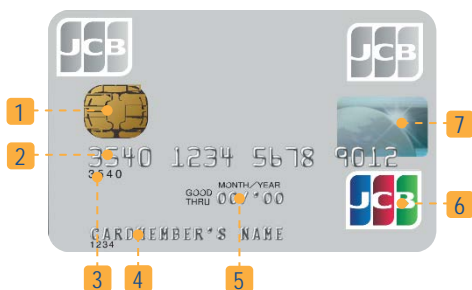 JCB JCB
1
2
7
3540 1234 5678 9012
3540
MONTH/YEAR
GOOD THRU 00/00
JCB
6
CARDMEMBER'S NAME
1234
3 4 5